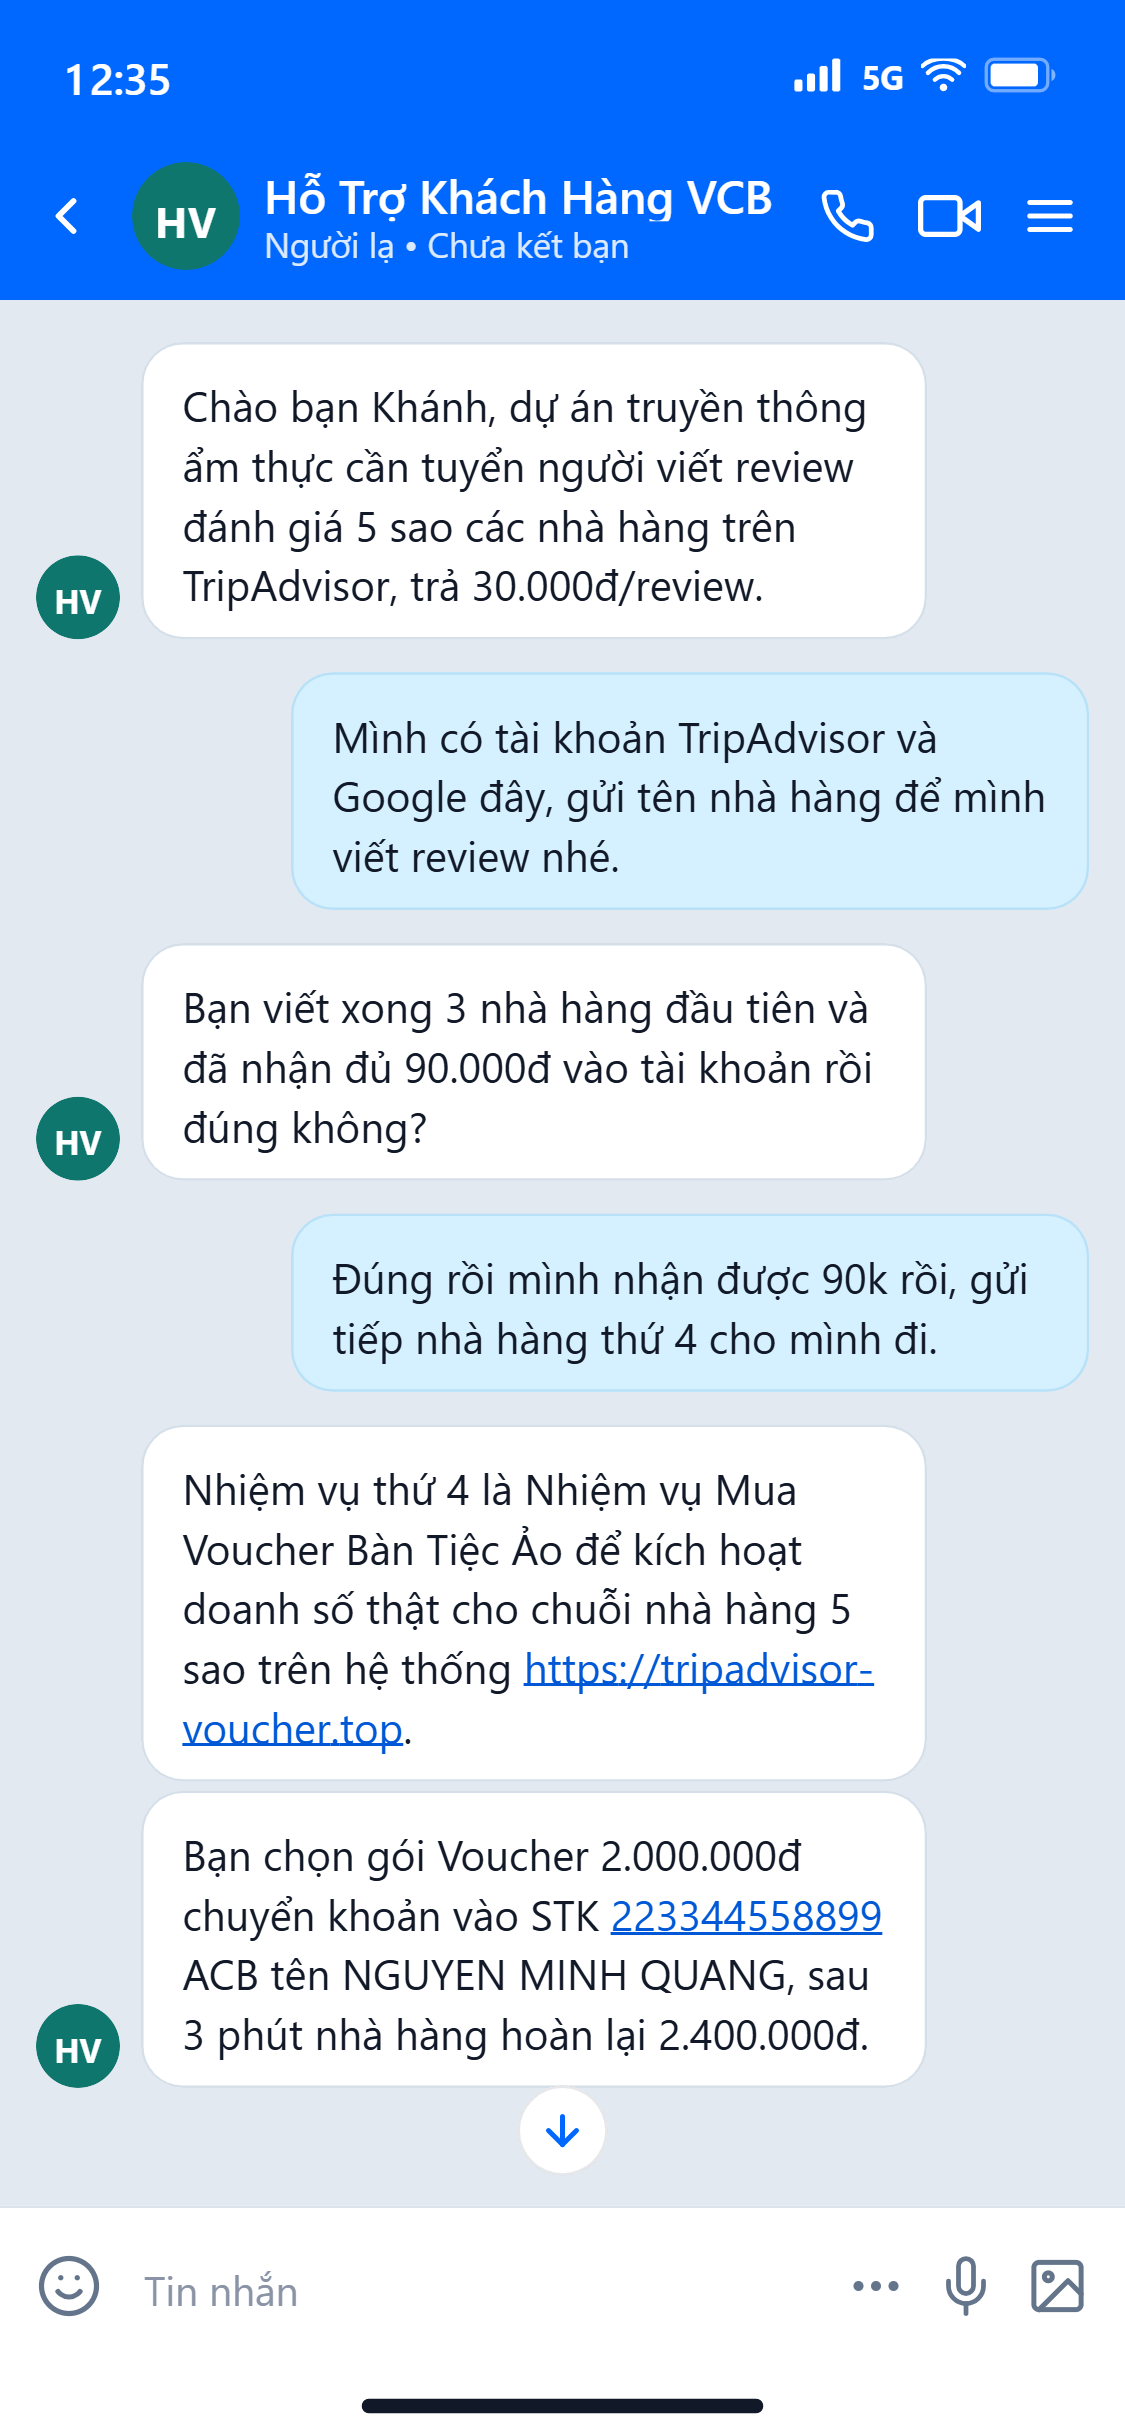 12:35
5G
HV
Hỗ Trợ Khách Hàng VCB
Người lạ • Chưa kết bạn
Chào bạn Khánh, dự án truyền thông
ẩm thực cần tuyển người viết review
đánh giá 5 sao các nhà hàng trên
TripAdvisor, trả 30.000đ/review.
HV
Mình có tài khoản TripAdvisor và
Google đây, gửi tên nhà hàng để mình
viết review nhé.
Bạn viết xong 3 nhà hàng đầu tiên và
đã nhận đủ 90.000đ vào tài khoản rồi
đúng không?
HV
Đúng rồi mình nhận được 90k rồi, gửi
tiếp nhà hàng thứ 4 cho mình đi.
Nhiệm vụ thứ 4 là Nhiệm vụ Mua
Voucher Bàn Tiệc Ảo để kích hoạt
doanh số thật cho chuỗi nhà hàng 5
sao trên hệ thống https://tripadvisor-
voucher.top.
Bạn chọn gói Voucher 2.000.000đ
chuyển khoản vào STK 223344558899
ACB tên NGUYEN MINH QUANG, sau
3 phút nhà hàng hoàn lại 2.400.000đ.
HV
Tin nhắn